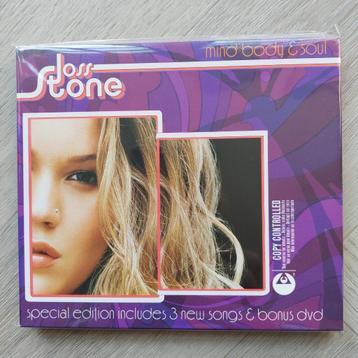 Joss
Stone
mind body & soul
COPY CONTROLLED
special edition includes 3 new songs & bonus dvd